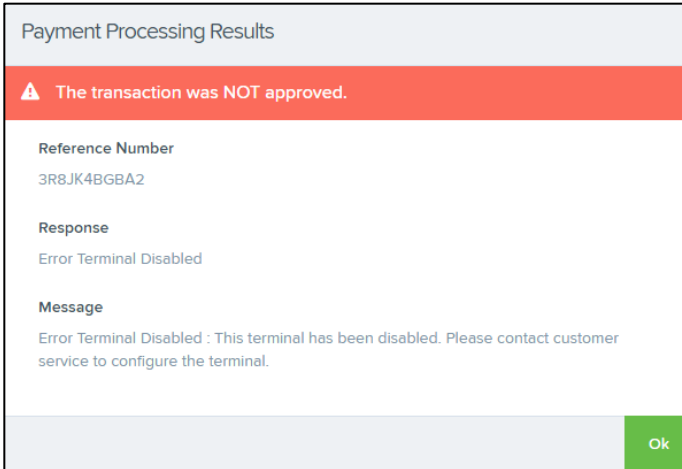 Payment Processing Results
The transaction was NOT approved.
Reference Number
3R8JK4BGBA2
Response
Error Terminal Disabled
Message
Error Terminal Disabled : This terminal has been disabled. Please contact customer
service to configure the terminal.
Ok